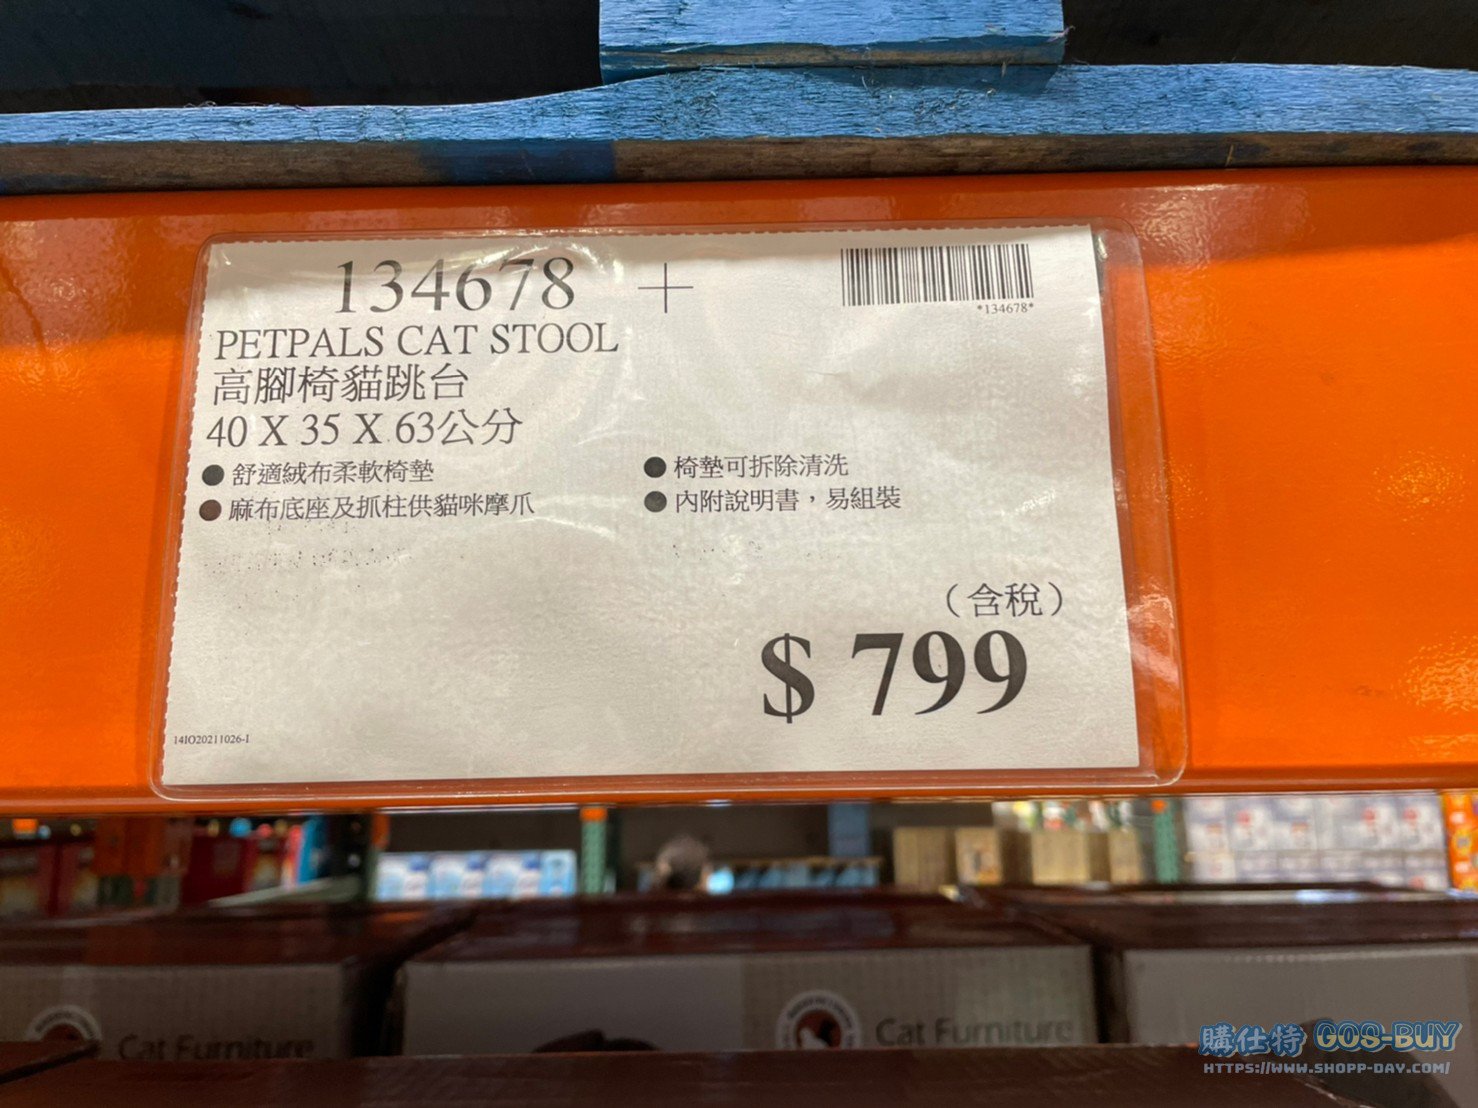 134678 +
*134678*
PETPALS CAT STOOL
高腳椅貓跳台
40 X 35 X 63公分
● 舒適絨布柔軟椅墊
● 椅墊可拆除清洗
● 麻布底座及抓柱供貓咪摩爪
● 內附說明書，易組裝
（含稅）
$ 799
14IO20211026-1
Cat Furniture
Cat Furniture
購仕特 GOS-BUY
HTTPS://WWW.SHOPP-DAY.COM/